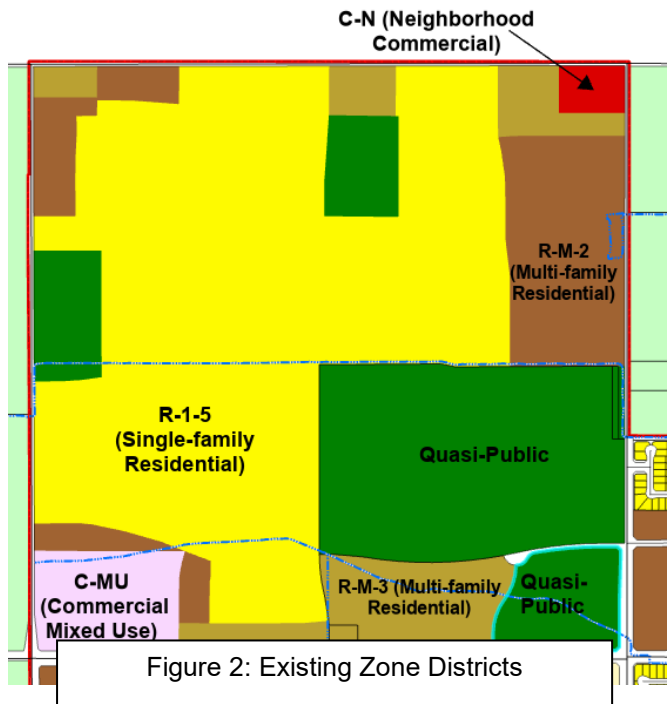 C-N (Neighborhood
Commercial)
R-M-2
(Multi-family
Residential)
R-1-5
(Single-family
Residential)
Quasi-Public
C-MU
(Commercial
Mixed Use)
R-M-3 (Multi-family
Residential)
Quasi-
Public
Figure 2: Existing Zone Districts